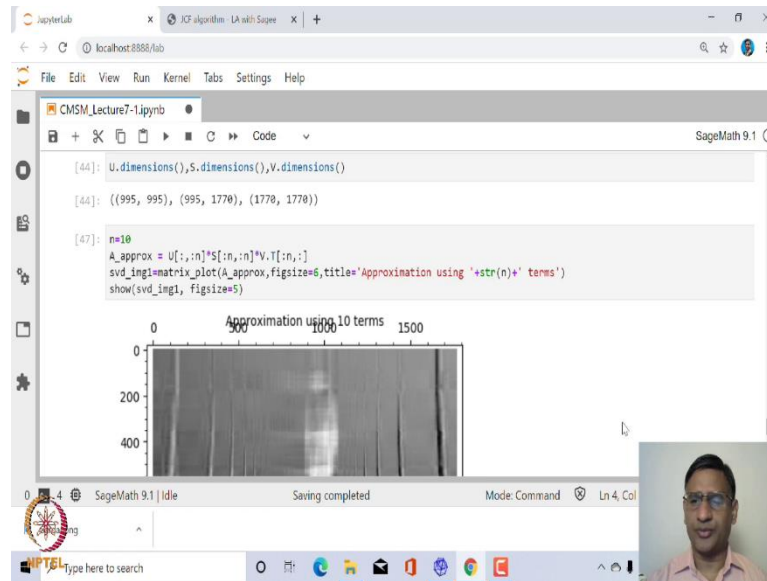 JupyterLab x JCF algorithm - LA with Sagee x +
localhost:8888/lab
File Edit View Run Kernel Tabs Settings Help
CMSM_Lecture7-1.ipynb
Code
SageMath 9.1
[44]: U.dimensions(),S.dimensions(),V.dimensions()
[44]: ((995, 995), (995, 1770), (1770, 1770))
[47]: n=10
A_approx = U[:,:n]*S[:n,:n]*V.T[:n,:]
svd_img1=matrix_plot(A_approx,figsize=6,title='Approximation using '+str(n)+' terms')
show(svd_img1, figsize=5)
Approximation using 10 terms
0 500 1000 1500
0
200
400
0 4 SageMath 9.1 | Idle Saving completed Mode: Command Ln 4, Col
NPTEL
Type here to search